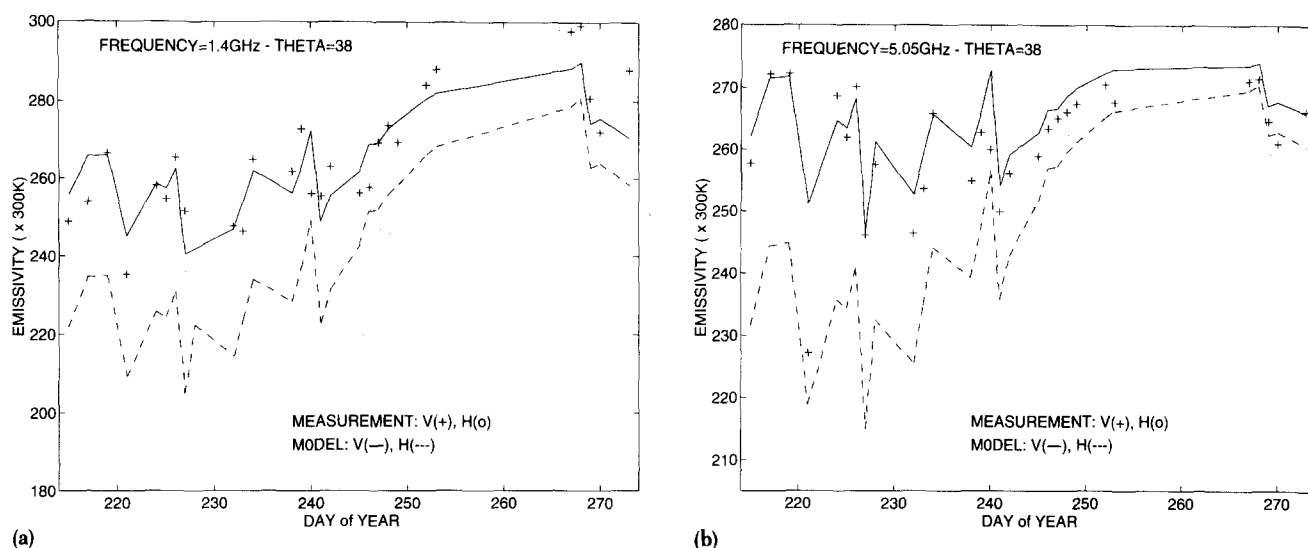 FREQUENCY=1.4GHz - THETA=38
EMISSIVITY ( x 300K)
300
280
260
240
220
200
180
220
230
240
250
260
270
DAY of YEAR
MEASUREMENT: V(+), H(o)
MODEL: V(—), H(---)
(a)
FREQUENCY=5.05GHz - THETA=38
EMISSIVITY ( x 300K)
280
270
260
250
240
230
220
210
220
230
240
250
260
270
DAY of YEAR
MEASUREMENT: V(+), H(o)
MODEL: V(—), H(---)
(b)